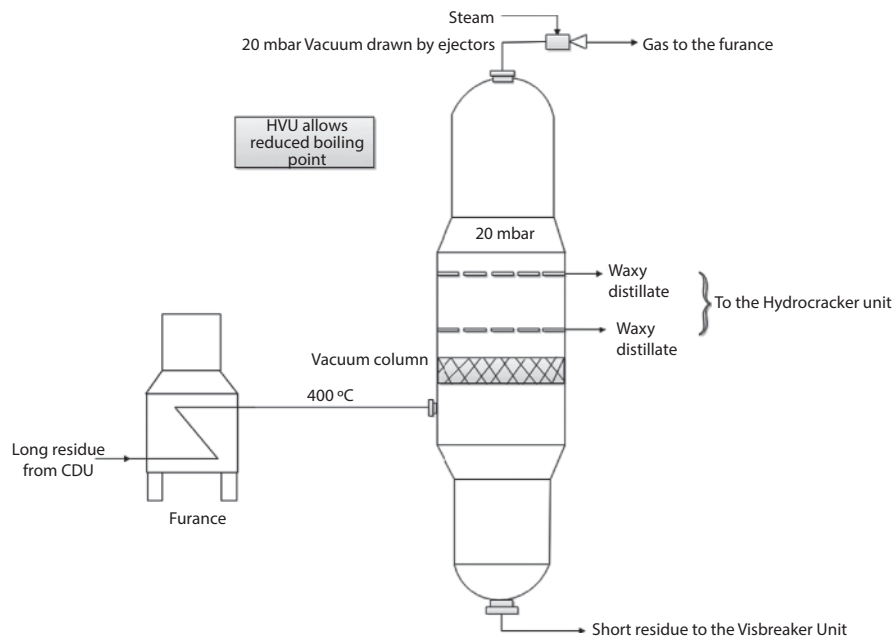 Steam
20 mbar Vacuum drawn by ejectors
Gas to the furance
HVU allows
reduced boiling
point
20 mbar
Waxy
distillate
To the Hydrocracker unit
Waxy
distillate
Vacuum column
400 ºC
Long residue
from CDU
Furance
Short residue to the Visbreaker Unit